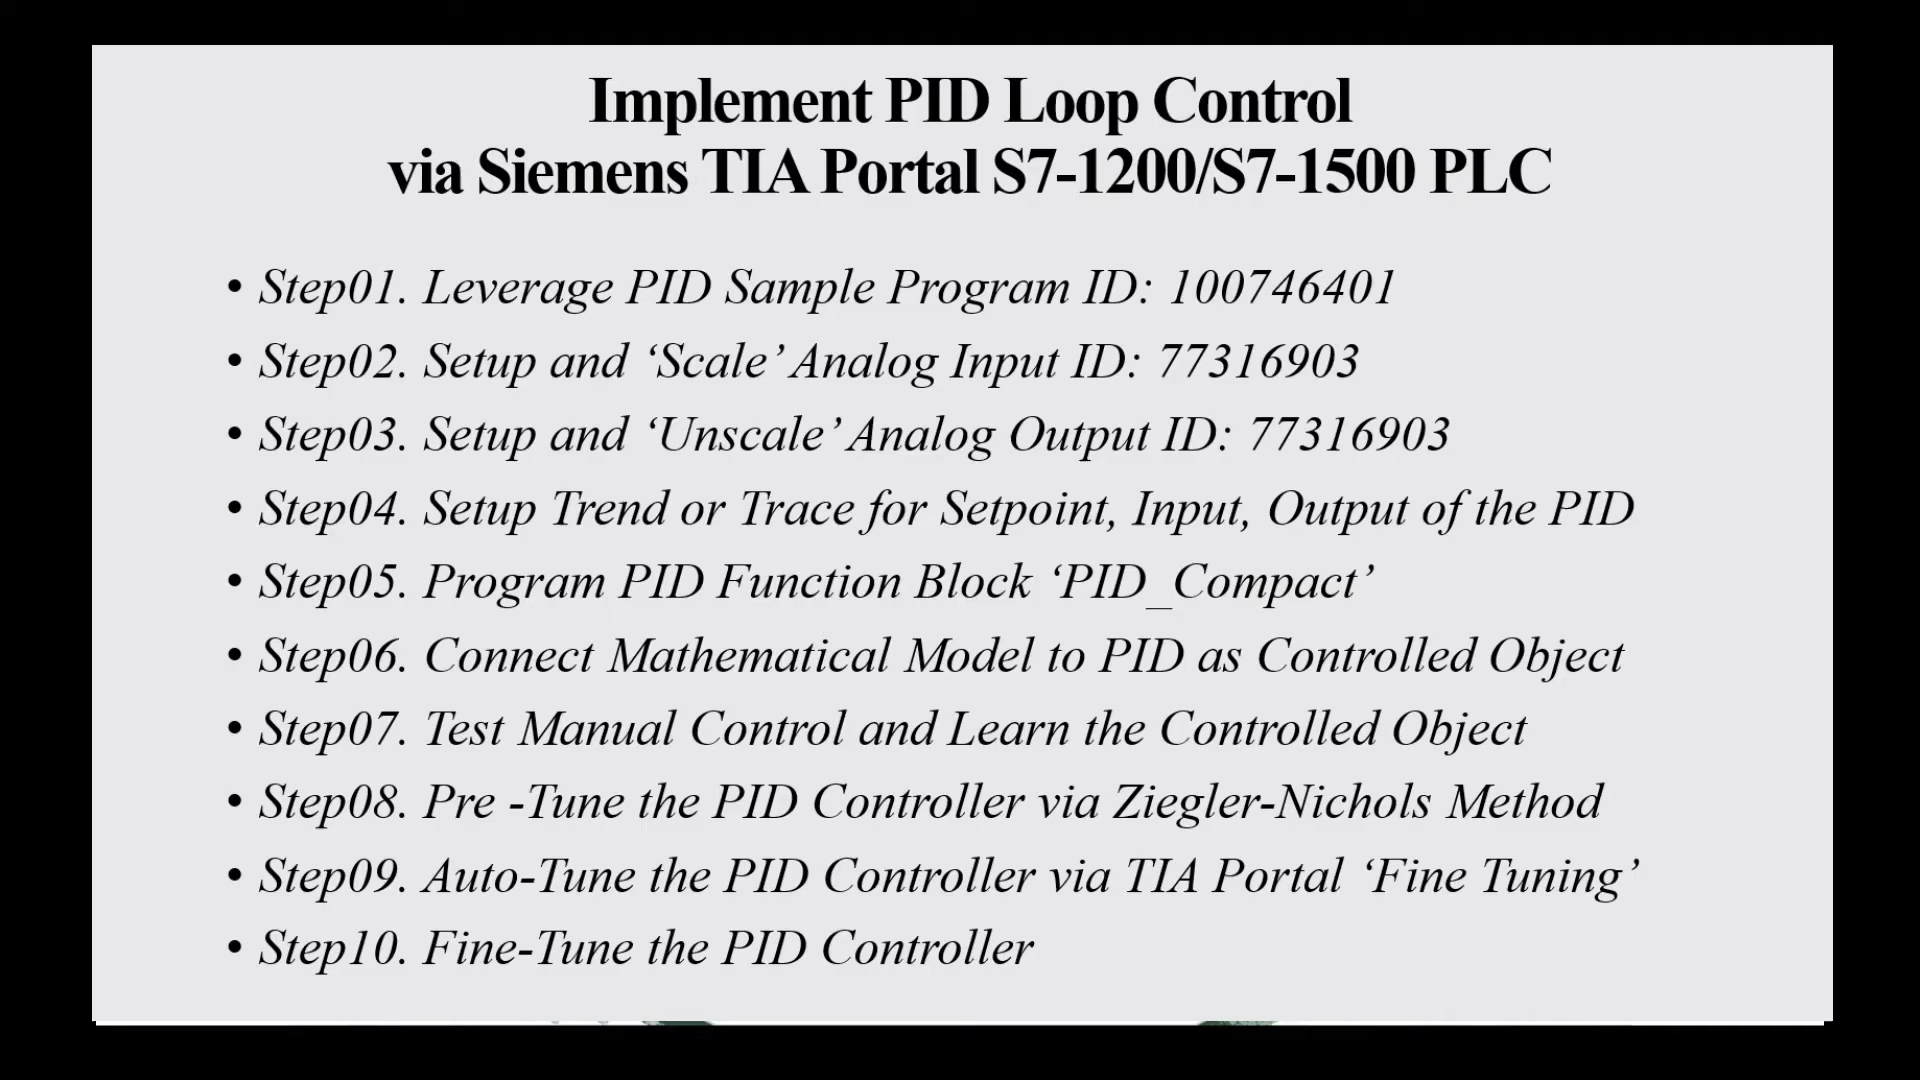 Implement PID Loop Control
via Siemens TIA Portal S7-1200/S7-1500 PLC
• Step01. Leverage PID Sample Program ID: 100746401
• Step02. Setup and ‘Scale’ Analog Input ID: 77316903
• Step03. Setup and ‘Unscale’ Analog Output ID: 77316903
• Step04. Setup Trend or Trace for Setpoint, Input, Output of the PID
• Step05. Program PID Function Block ‘PID_Compact’
• Step06. Connect Mathematical Model to PID as Controlled Object
• Step07. Test Manual Control and Learn the Controlled Object
• Step08. Pre -Tune the PID Controller via Ziegler-Nichols Method
• Step09. Auto-Tune the PID Controller via TIA Portal ‘Fine Tuning’
• Step10. Fine-Tune the PID Controller